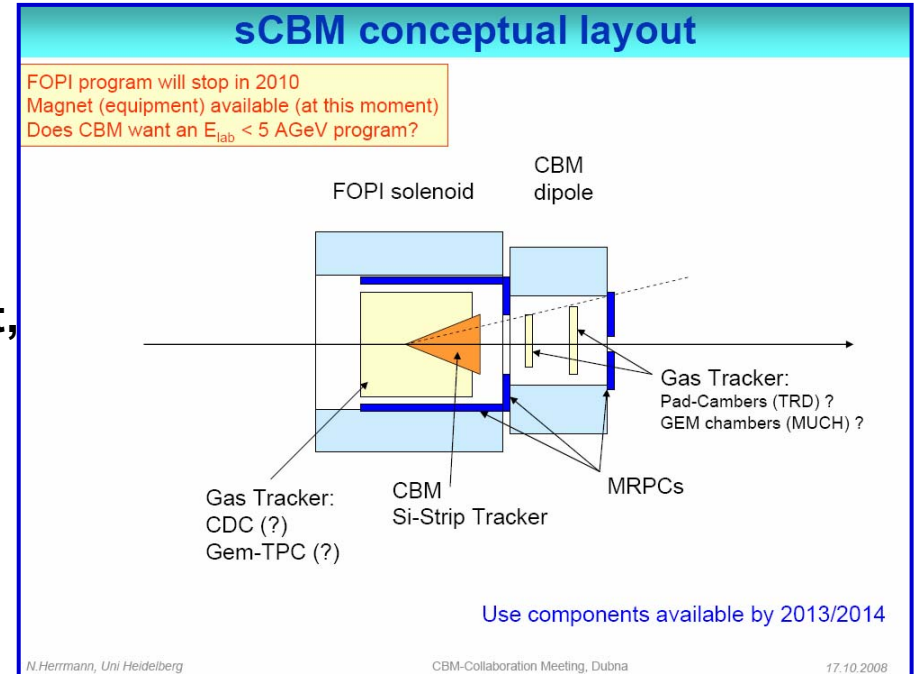 sCBM conceptual layout
FOPI program will stop in 2010
Magnet (equipment) available (at this moment)
Does CBM want an E_lab < 5 AGeV program?
FOPI solenoid
CBM
dipole
t,
Gas Tracker:
Pad-Cambers (TRD) ?
GEM chambers (MUCH) ?
MRPCs
CBM
Si-Strip Tracker
Gas Tracker:
CDC (?)
Gem-TPC (?)
Use components available by 2013/2014
N.Herrmann, Uni Heidelberg
CBM-Collaboration Meeting, Dubna
17.10.2008